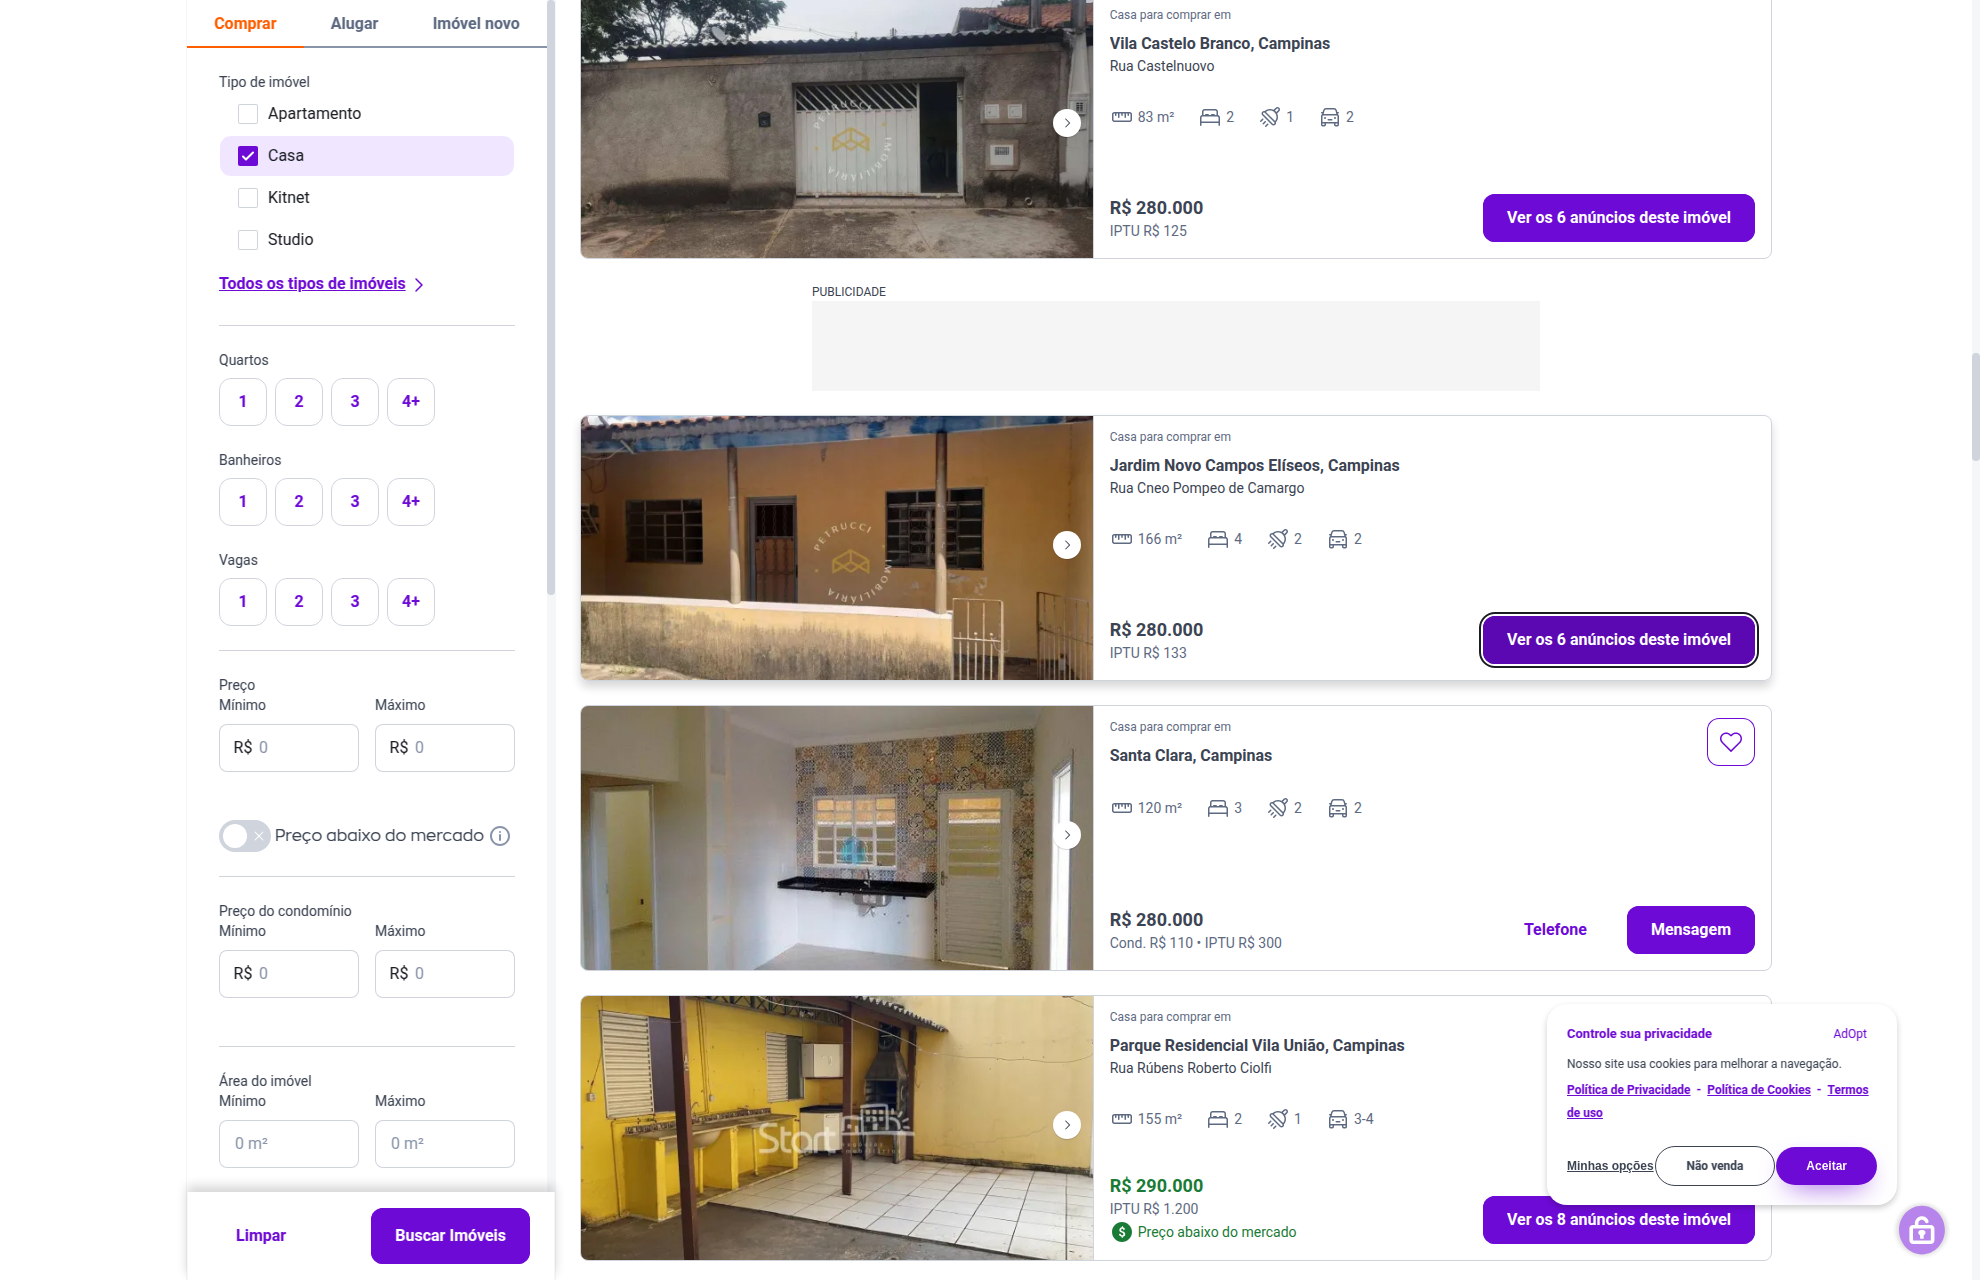 Comprar
Alugar
Imóvel novo
Tipo de imóvel
Apartamento
Casa
Kitnet
Studio
Todos os tipos de imóveis
Quartos
1
2
3
4+
Banheiros
1
2
3
4+
Vagas
1
2
3
4+
Preço
Mínimo
Máximo
R$ 0
R$ 0
Preço abaixo do mercado
Preço do condomínio
Mínimo
Máximo
R$ 0
R$ 0
Área do imóvel
Mínimo
Máximo
0 m²
0 m²
Limpar
Buscar Imóveis
PETRUCCI
IMOBILIÁRIA
Casa para comprar em
Vila Castelo Branco, Campinas
Rua Castelnuovo
83 m²
2
1
2
R$ 280.000
IPTU R$ 125
Ver os 6 anúncios deste imóvel
PUBLICIDADE
PETRUCCI
IMOBILIÁRIA
Casa para comprar em
Jardim Novo Campos Elíseos, Campinas
Rua Cneo Pompeo de Camargo
166 m²
4
2
2
R$ 280.000
IPTU R$ 133
Ver os 6 anúncios deste imóvel
Casa para comprar em
Santa Clara, Campinas
120 m²
3
2
2
R$ 280.000
Cond. R$ 110 • IPTU R$ 300
Telefone
Mensagem
Start
Casa para comprar em
Parque Residencial Vila União, Campinas
Rua Rúbens Roberto Ciolfi
155 m²
2
1
3-4
R$ 290.000
IPTU R$ 1.200
Preço abaixo do mercado
Ver os 8 anúncios deste imóvel
Controle sua privacidade
AdOpt
Nosso site usa cookies para melhorar a navegação.
Política de Privacidade - Política de Cookies - Termos
de uso
Minhas opções
Não venda
Aceitar